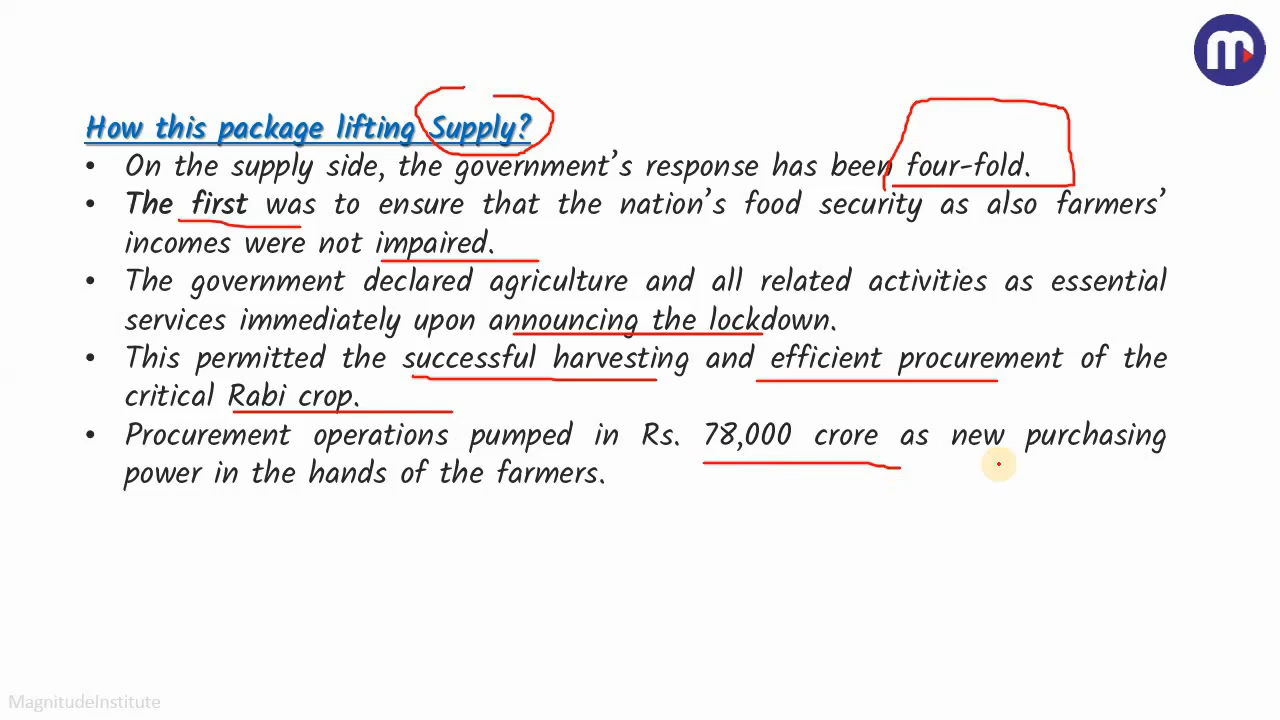 How this package lifting Supply?
• On the supply side, the government's response has been four-fold.
• The first was to ensure that the nation's food security as also farmers'
incomes were not impaired.
• The government declared agriculture and all related activities as essential
services immediately upon announcing the lockdown.
• This permitted the successful harvesting and efficient procurement of the
critical Rabi crop.
• Procurement operations pumped in Rs. 78,000 crore as new purchasing
power in the hands of the farmers.
MagnitudeInstitute